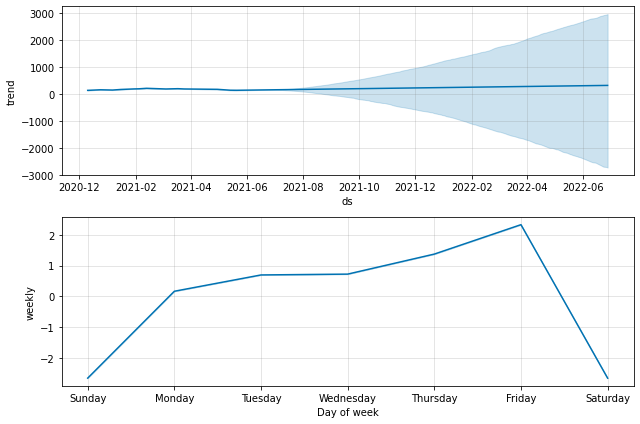 3000
2000
1000
0
−1000
−2000
−3000
trend
2020-12 2021-02 2021-04 2021-06 2021-08 2021-10 2021-12 2022-02 2022-04 2022-06
ds
2
1
0
−1
−2
weekly
Sunday Monday Tuesday Wednesday Thursday Friday Saturday
Day of week